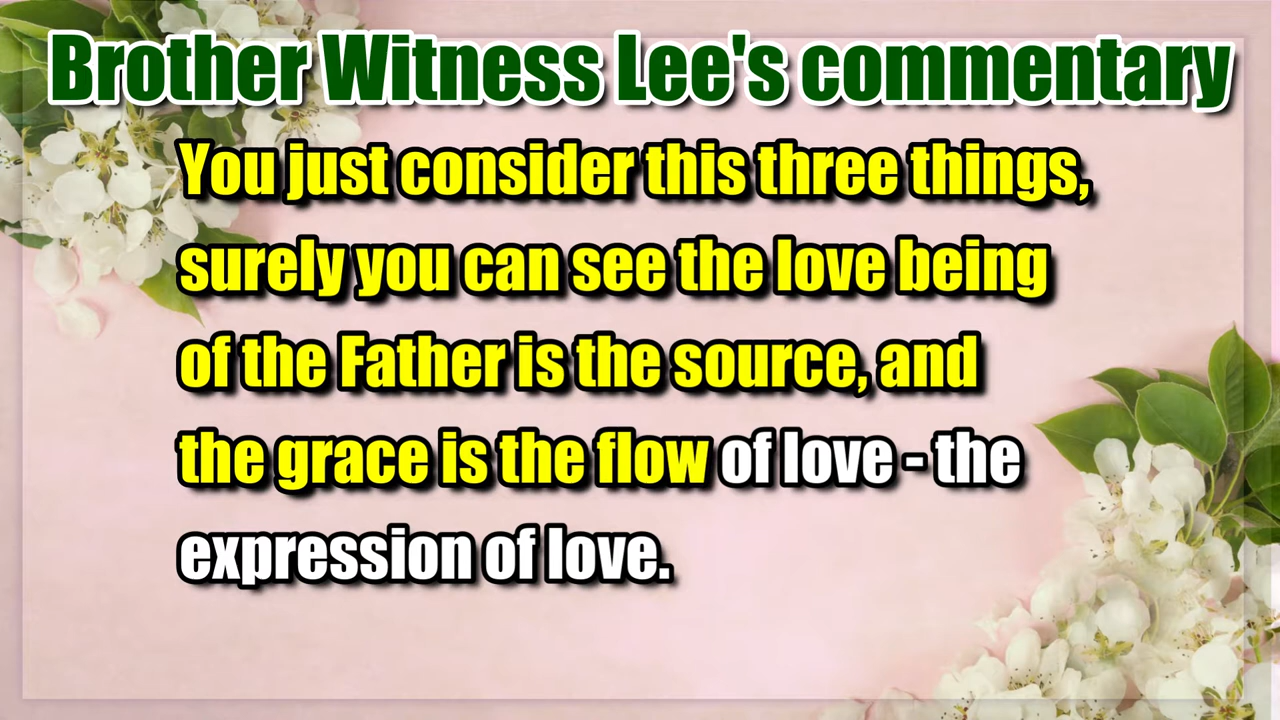 Brother Witness Lee's commentary
You just consider this three things,
surely you can see the love being
of the Father is the source, and
the grace is the flow of love - the
expression of love.